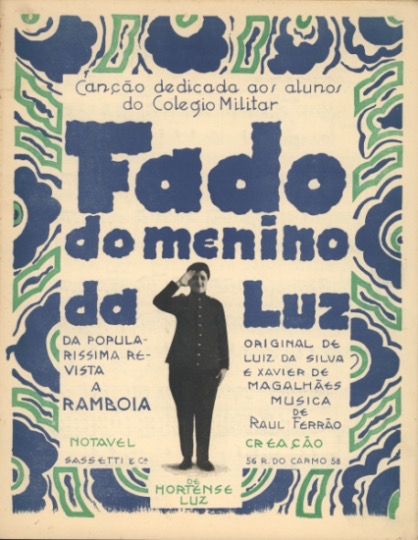 Canção dedicada aos alunos
do Colegio Militar
Fado
do menino
da Luz
DA POPULA-
RISSIMA RE-
VISTA
A
RAMBOIA
ORIGINAL DE
LUIZ DA SILVA
E XAVIER DE
MAGALHÃES
MUSICA
DE
RAUL FERRÃO
NOTAVEL CREAÇÃO
SASSETTI & Cª 56 R. DO CARMO 58
DE
HORTENSE
LUZ